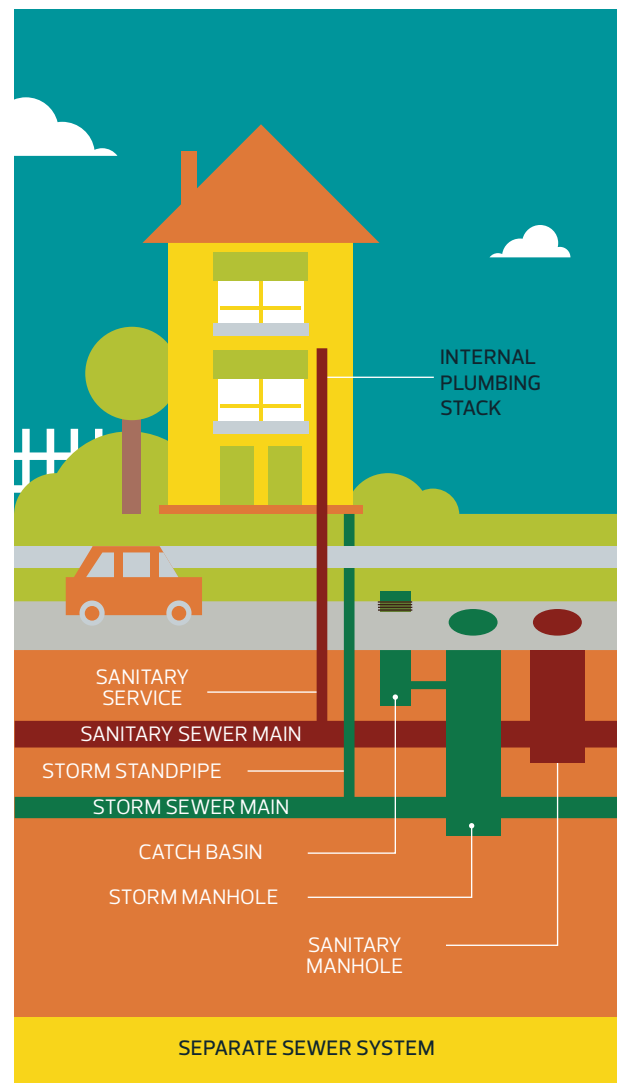 INTERNAL
PLUMBING
STACK
SANITARY
SERVICE
SANITARY SEWER MAIN
STORM STANDPIPE
STORM SEWER MAIN
CATCH BASIN
STORM MANHOLE
SANITARY
MANHOLE
SEPARATE SEWER SYSTEM